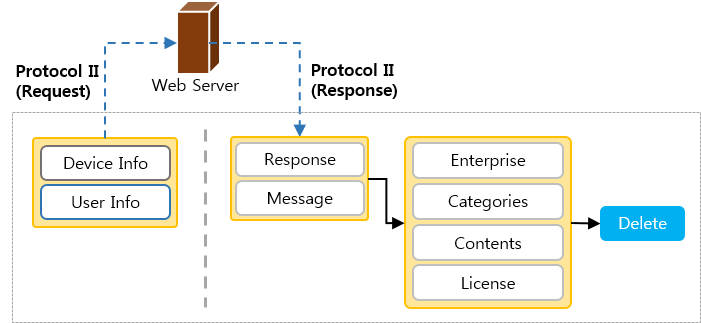 Web Server
Protocol II
(Request)
Protocol II
(Response)
Device Info
User Info
Response
Message
Enterprise
Categories
Contents
License
Delete